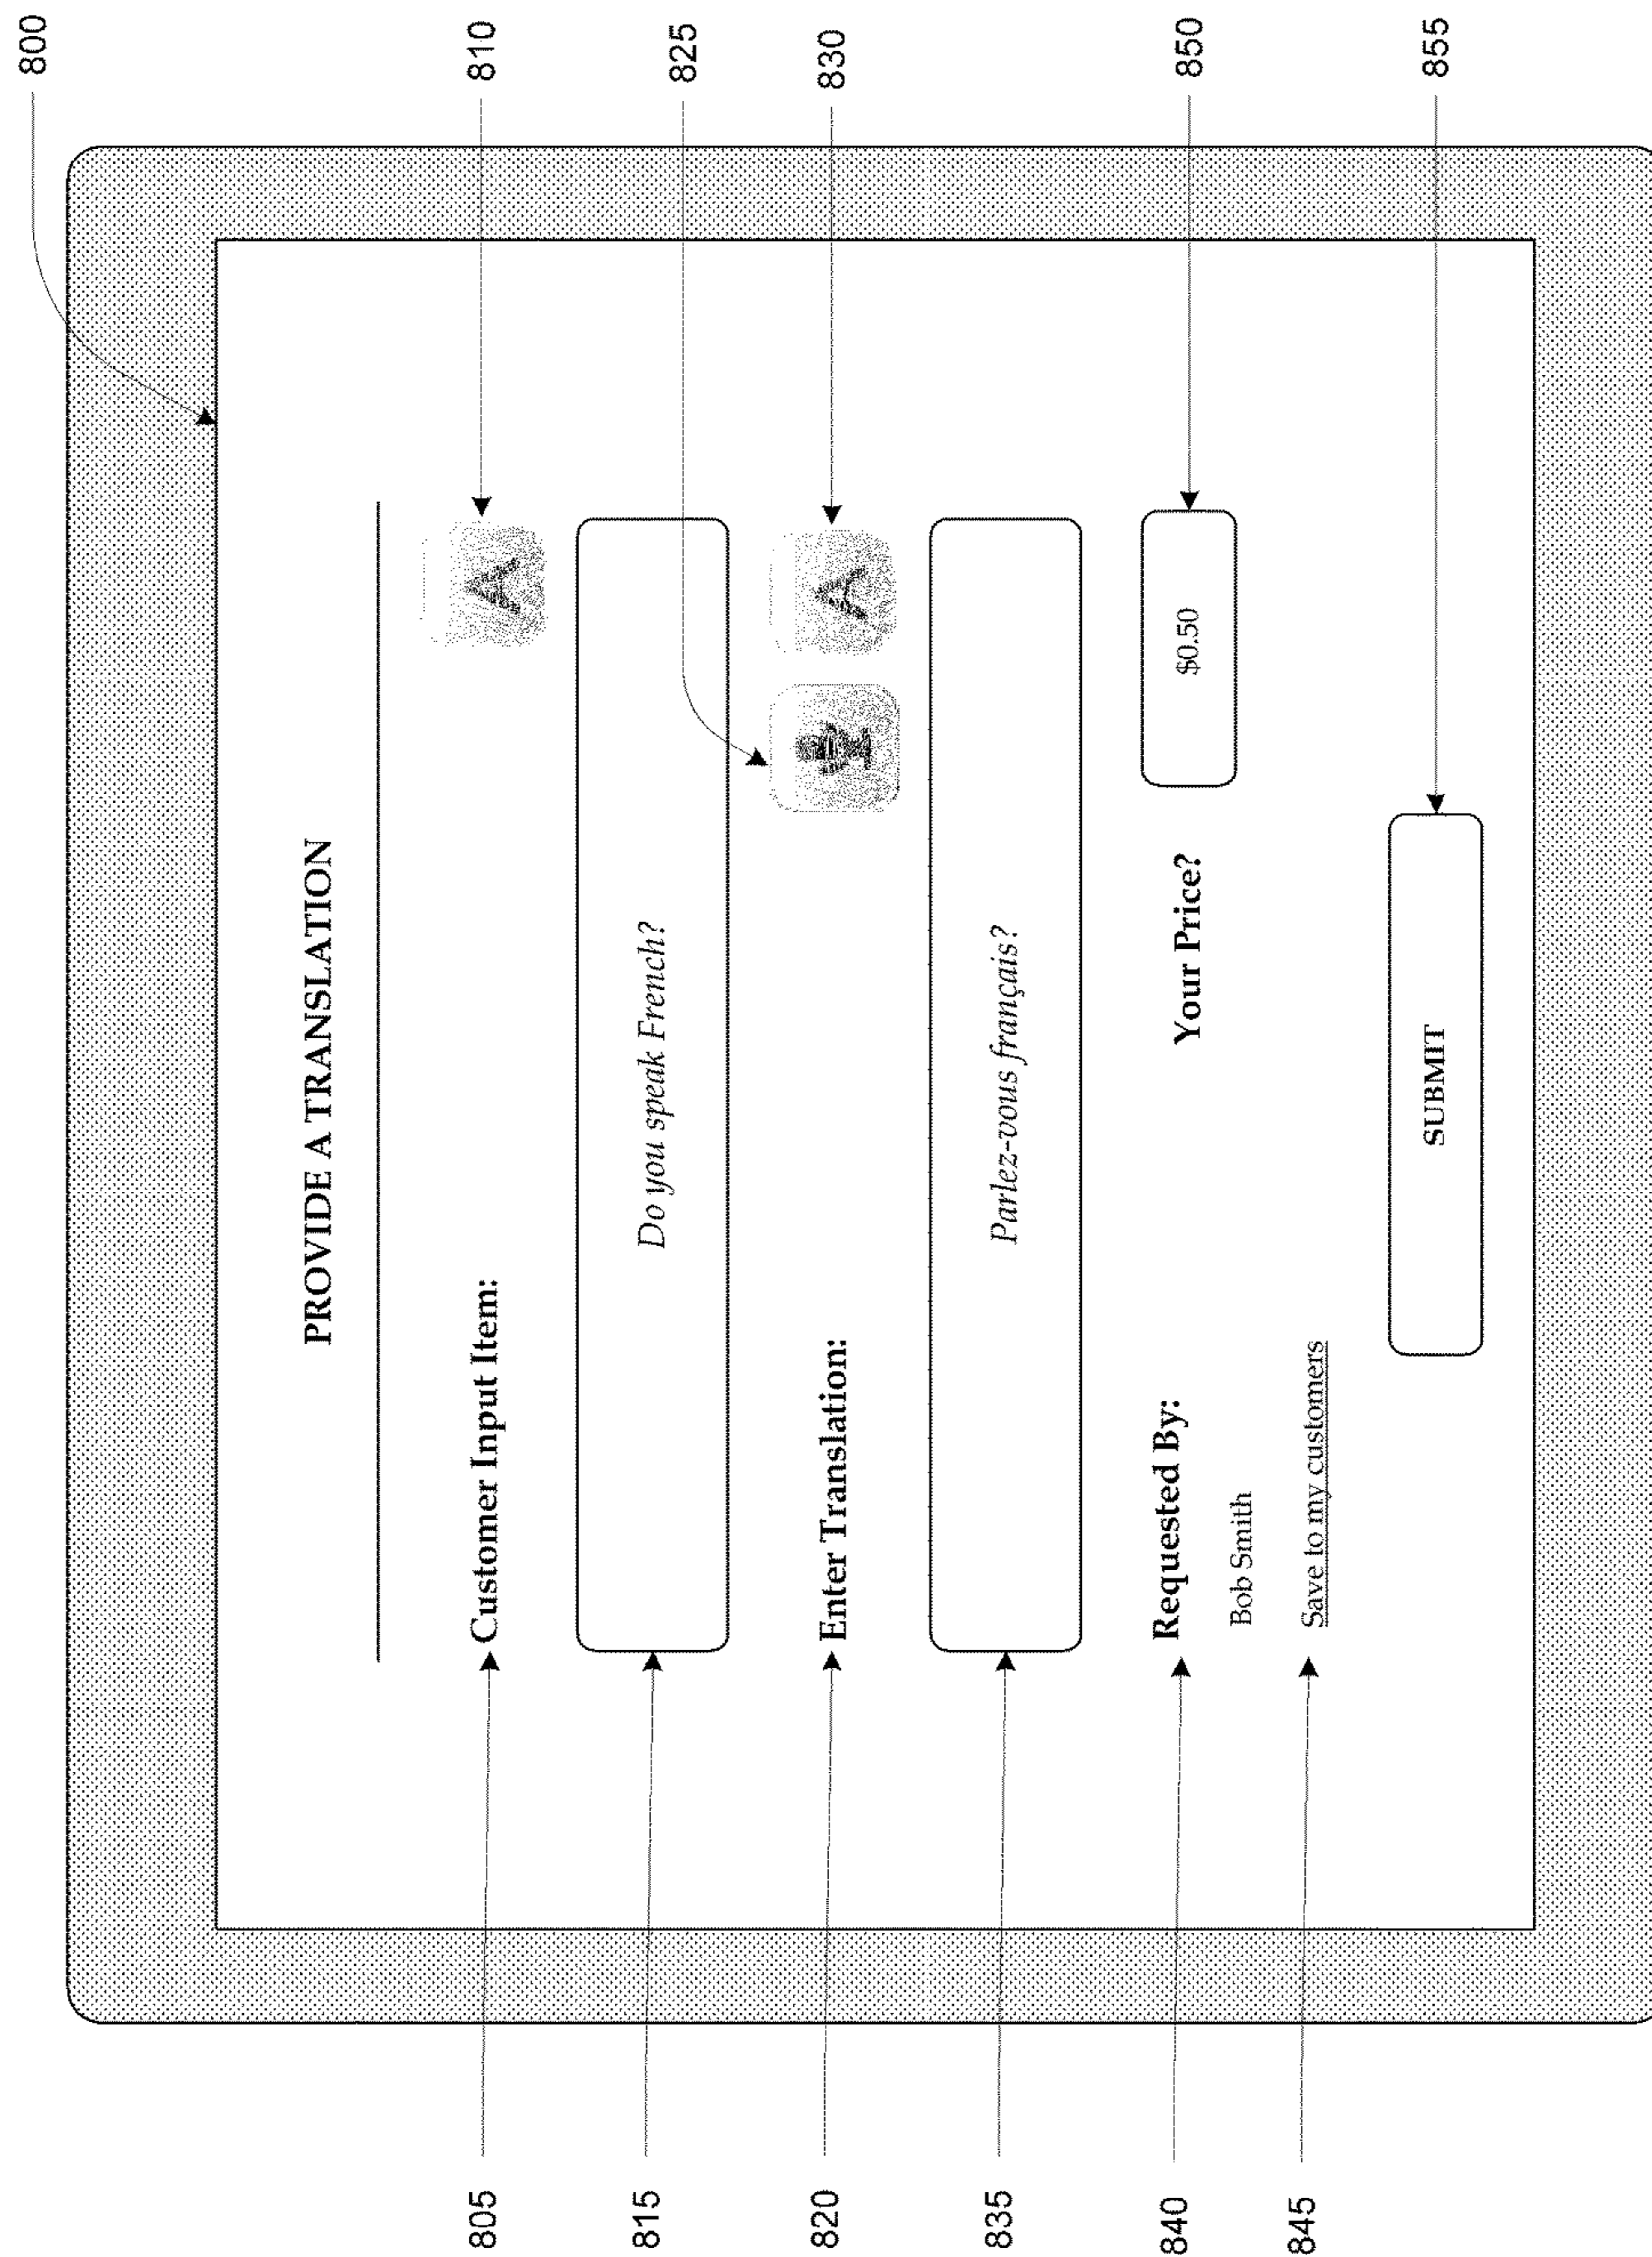 800
PROVIDE A TRANSLATION
805
Customer Input Item:
A
810
815
Do you speak French?
825
820
Enter Translation:
A
830
835
Parlez-vous français?
840
Requested By:
Your Price?
$0.50
850
Bob Smith
845
Save to my customers
SUBMIT
855